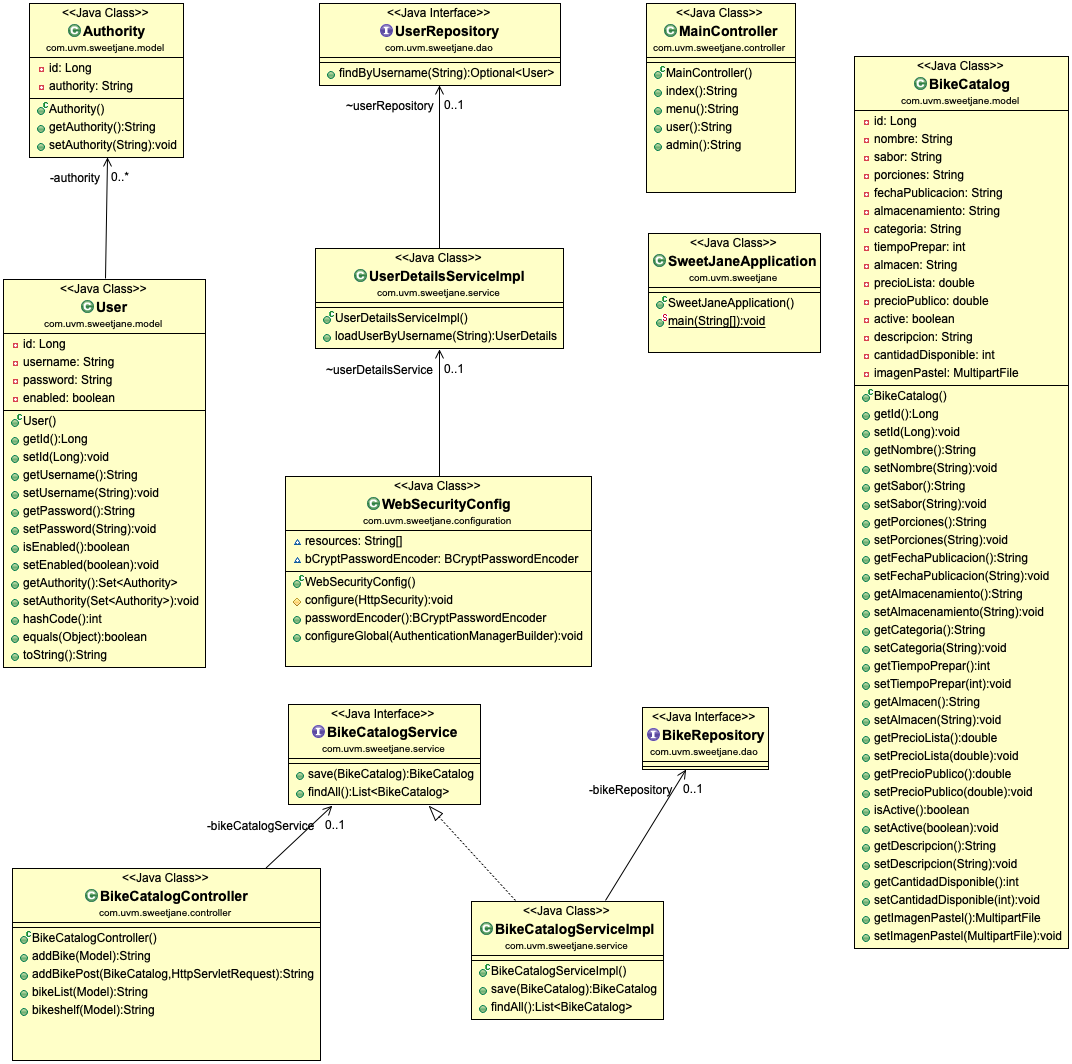 <<Java Class>>
Authority
com.uvm.sweetjane.model
id: Long
authority: String
Authority()
getAuthority():String
setAuthority(String):void
-authority
0..*
<<Java Class>>
User
com.uvm.sweetjane.model
id: Long
username: String
password: String
enabled: boolean
User()
getId():Long
setId(Long):void
getUsername():String
setUsername(String):void
getPassword():String
setPassword(String):void
isEnabled():boolean
setEnabled(boolean):void
getAuthority():Set<Authority>
setAuthority(Set<Authority>):void
hashCode():int
equals(Object):boolean
toString():String
<<Java Interface>>
UserRepository
com.uvm.sweetjane.dao
findByUsername(String):Optional<User>
~userRepository
0..1
<<Java Class>>
UserDetailsServiceImpl
com.uvm.sweetjane.service
UserDetailsServiceImpl()
loadUserByUsername(String):UserDetails
~userDetailsService
0..1
<<Java Class>>
WebSecurityConfig
com.uvm.sweetjane.configuration
resources: String[]
bCryptPasswordEncoder: BCryptPasswordEncoder
WebSecurityConfig()
configure(HttpSecurity):void
passwordEncoder():BCryptPasswordEncoder
configureGlobal(AuthenticationManagerBuilder):void
<<Java Class>>
MainController
com.uvm.sweetjane.controller
MainController()
index():String
menu():String
user():String
admin():String
<<Java Class>>
SweetJaneApplication
com.uvm.sweetjane
SweetJaneApplication()
main(String[]):void
<<Java Class>>
BikeCatalog
com.uvm.sweetjane.model
id: Long
nombre: String
sabor: String
porciones: String
fechaPublicacion: String
almacenamiento: String
categoria: String
tiempoPrepar: int
almacen: String
precioLista: double
precioPublico: double
active: boolean
descripcion: String
cantidadDisponible: int
imagenPastel: MultipartFile
BikeCatalog()
getId():Long
setId(Long):void
getNombre():String
setNombre(String):void
getSabor():String
setSabor(String):void
getPorciones():String
setPorciones(String):void
getFechaPublicacion():String
setFechaPublicacion(String):void
getAlmacenamiento():String
setAlmacenamiento(String):void
getCategoria():String
setCategoria(String):void
getTiempoPrepar():int
setTiempoPrepar(int):void
getAlmacen():String
setAlmacen(String):void
getPrecioLista():double
setPrecioLista(double):void
getPrecioPublico():double
setPrecioPublico(double):void
isActive():boolean
setActive(boolean):void
getDescripcion():String
setDescripcion(String):void
getCantidadDisponible():int
setCantidadDisponible(int):void
getImagenPastel():MultipartFile
setImagenPastel(MultipartFile):void
<<Java Interface>>
BikeCatalogService
com.uvm.sweetjane.service
save(BikeCatalog):BikeCatalog
findAll():List<BikeCatalog>
-bikeCatalogService
0..1
<<Java Interface>>
BikeRepository
com.uvm.sweetjane.dao
-bikeRepository
0..1
<<Java Class>>
BikeCatalogController
com.uvm.sweetjane.controller
BikeCatalogController()
addBike(Model):String
addBikePost(BikeCatalog,HttpServletRequest):String
bikeList(Model):String
bikeshelf(Model):String
<<Java Class>>
BikeCatalogServiceImpl
com.uvm.sweetjane.service
BikeCatalogServiceImpl()
save(BikeCatalog):BikeCatalog
findAll():List<BikeCatalog>